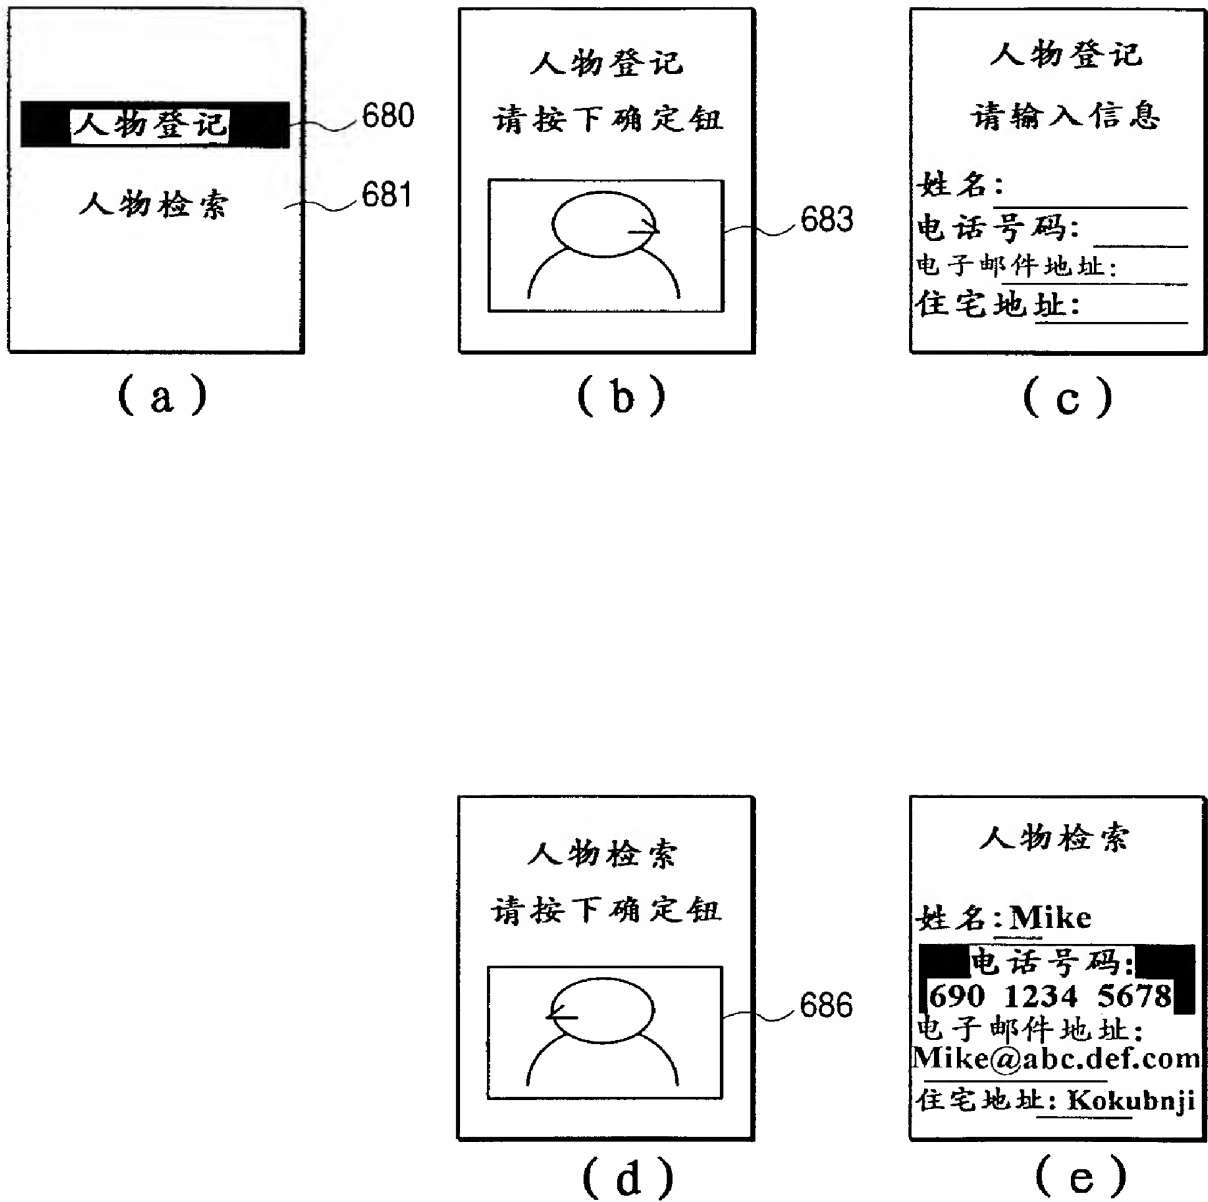 人物登记
680
人物检索
681
(a)
人物登记
请按下确定钮
683
(b)
人物登记
请输入信息
姓名:
电话号码:
电子邮件地址:
住宅地址:
(c)
人物检索
请按下确定钮
686
(d)
人物检索
姓名:Mike
电话号码:
690 1234 5678
电子邮件地址:
Mike@abc.def.com
住宅地址: Kokubnji
(e)